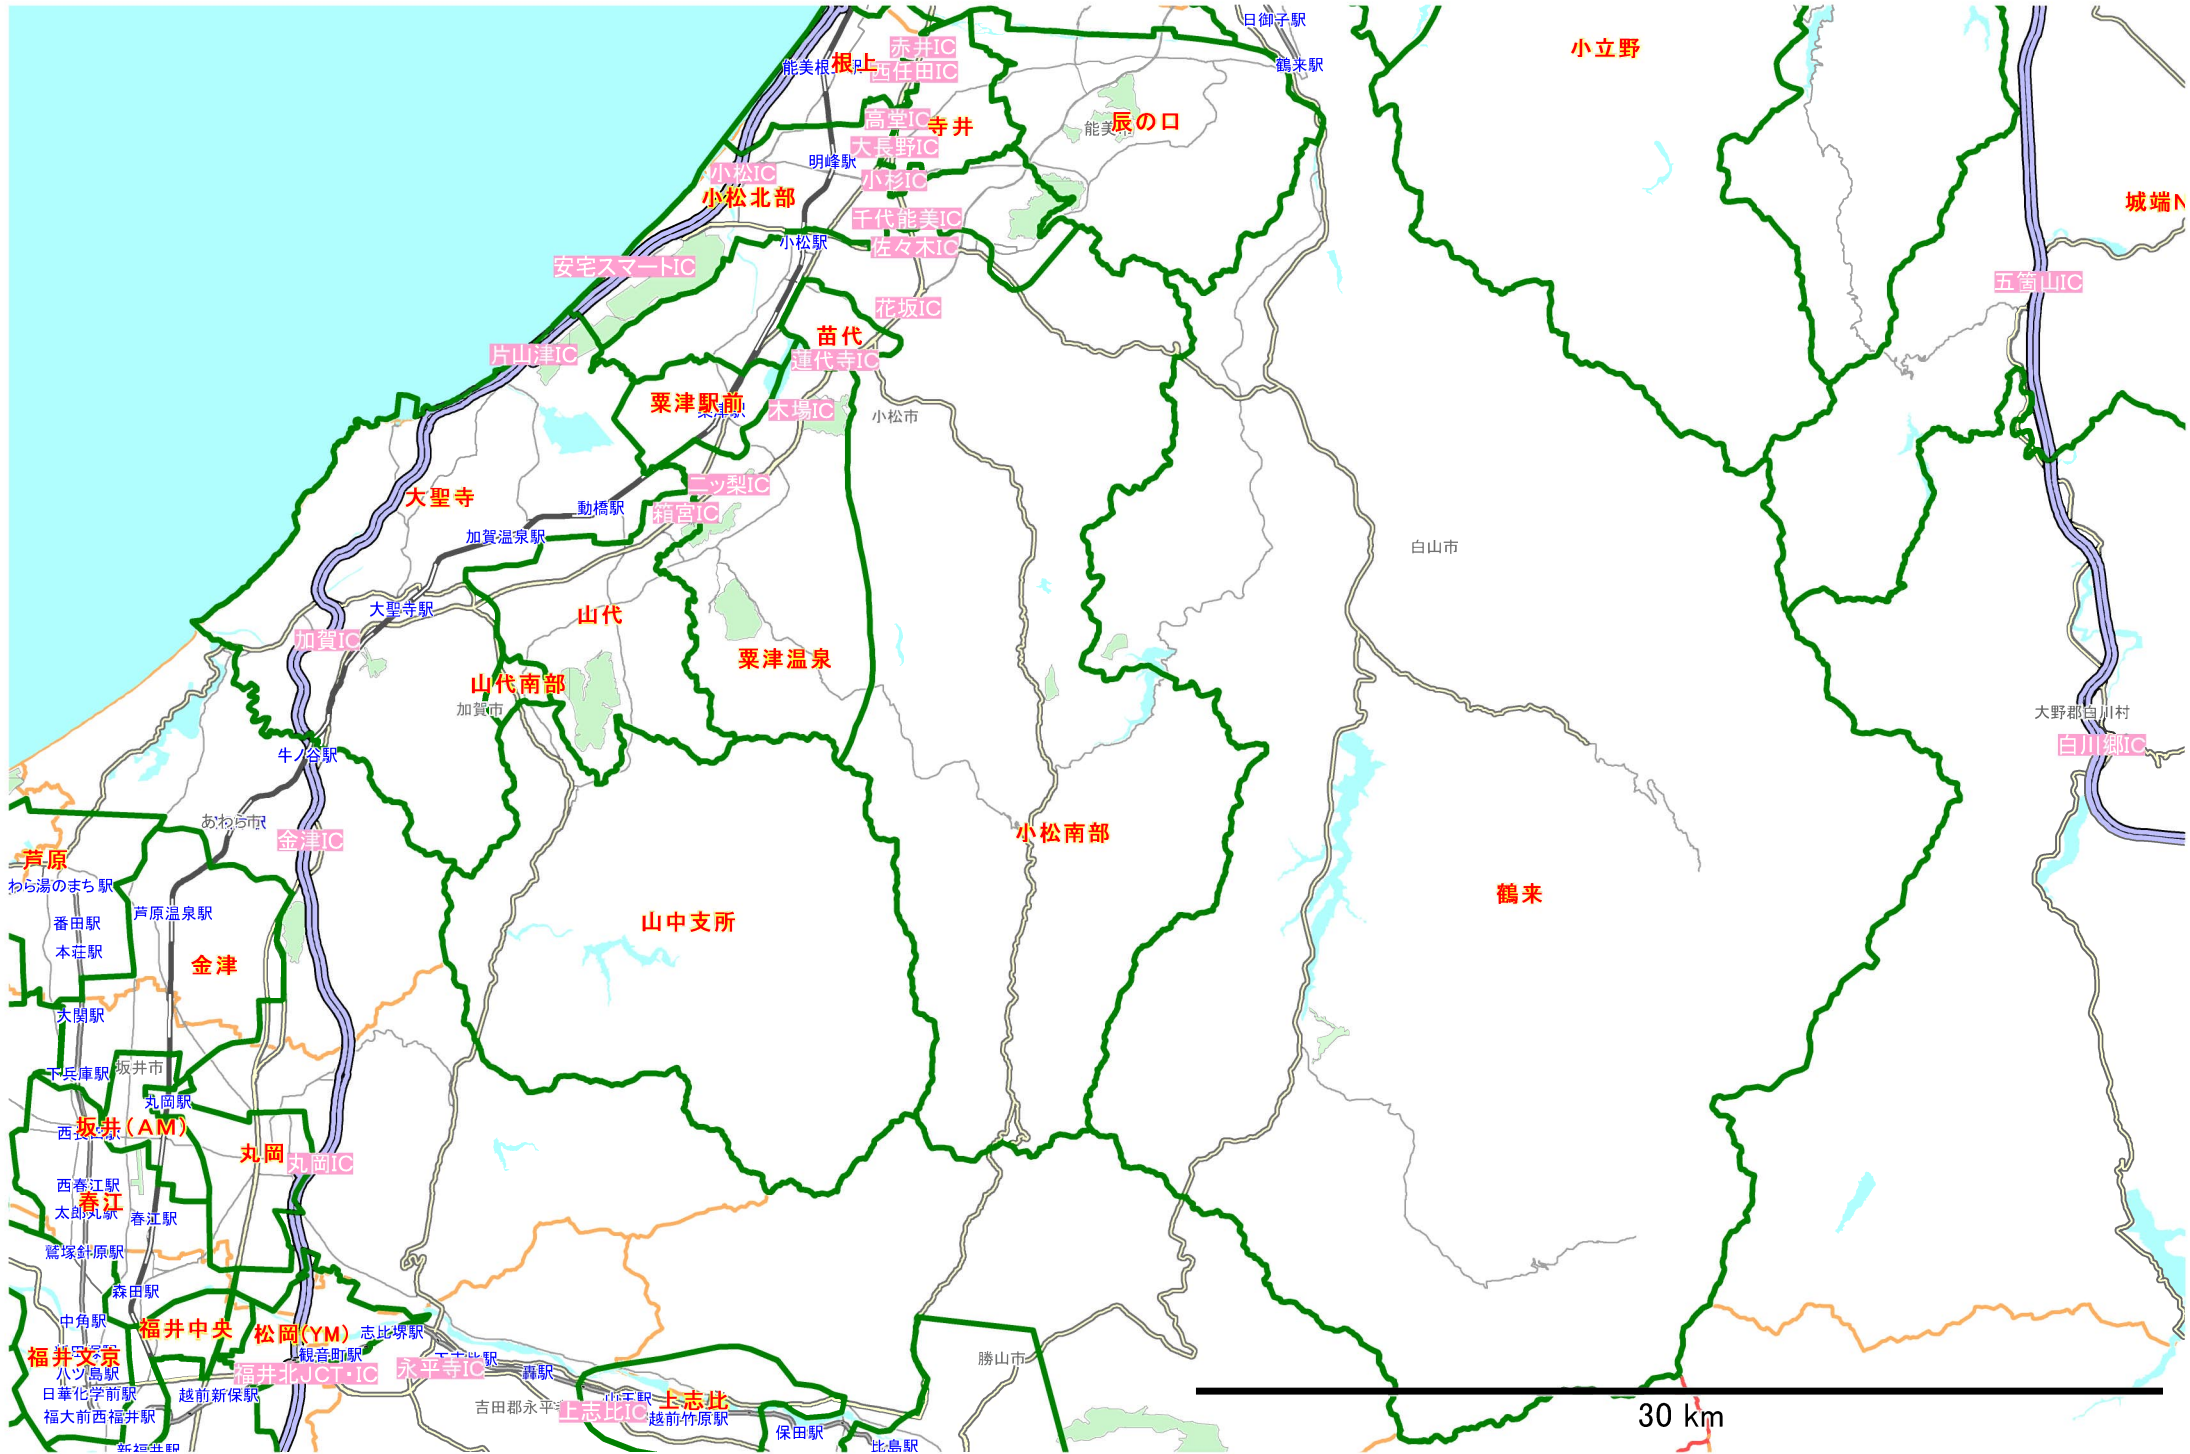 日御子駅
赤井IC
小立野
根上
能美根
西任田IC
鶴来駅
高堂IC
寺井
辰の口
能美
大長野IC
明峰駅
小松IC
小杉IC
小松北部
城端N
千代能美IC
小松駅
佐々木IC
安宅スマートIC
五箇山IC
花坂IC
苗代
片山津IC
蓮代寺IC
粟津駅前
木場IC
小松市
二ッ梨IC
大聖寺
動橋駅
箱宮IC
加賀温泉駅
白山市
大聖寺駅
山代
加賀IC
粟津温泉
山代南部
加賀市
大野郡白川村
白川郷IC
牛ノ谷駅
あわら市
駅
金津IC
小松南部
芦原
わら湯のまち駅
鶴来
芦原温泉駅
番田駅
山中支所
本荘駅
金津
大関駅
坂井市
下兵庫駅
丸岡駅
坂井(AM)
丸岡
丸岡IC
西春江駅
春江
太郎丸駅
春江駅
鷲塚針原駅
森田駅
中角駅
福井中央
松岡(YM)
志比堺駅
福井文京
観音町駅
勝山市
八ツ島駅
福井北JCT・IC
永平寺IC
轟駅
日華化学前駅
越前新保駅
山王駅
上志比
吉田郡永平寺
上志比IC
越前竹原駅
福大前西福井駅
30 km
保田駅
比島駅
新福井駅